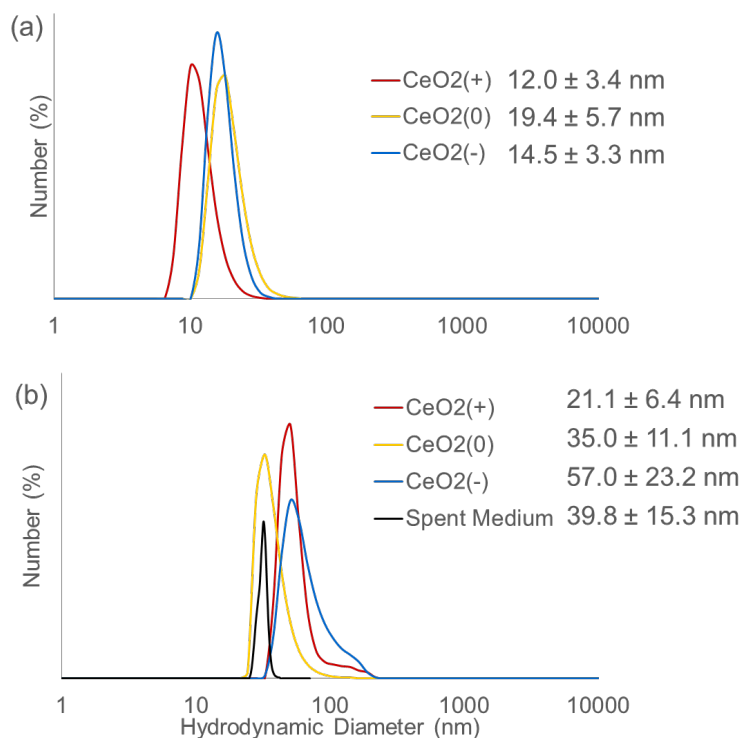 (a)
Number (%)
CeO2(+) 12.0 ± 3.4 nm
CeO2(0) 19.4 ± 5.7 nm
CeO2(-) 14.5 ± 3.3 nm
1 10 100 1000 10000
(b)
Number (%)
CeO2(+) 21.1 ± 6.4 nm
CeO2(0) 35.0 ± 11.1 nm
CeO2(-) 57.0 ± 23.2 nm
Spent Medium 39.8 ± 15.3 nm
1 10 100 1000 10000
Hydrodynamic Diameter (nm)